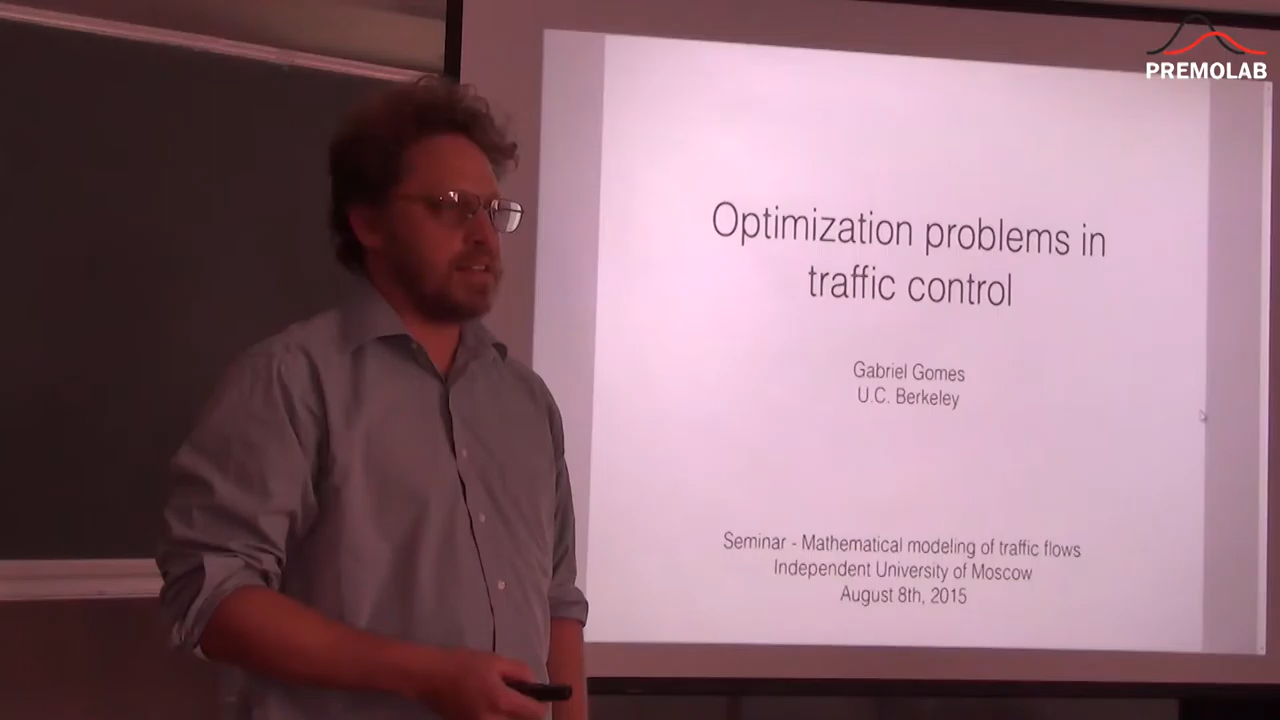 PREMOLAB
Optimization problems in
traffic control
Gabriel Gomes
U.C. Berkeley
Seminar - Mathematical modeling of traffic flows
Independent University of Moscow
August 8th, 2015